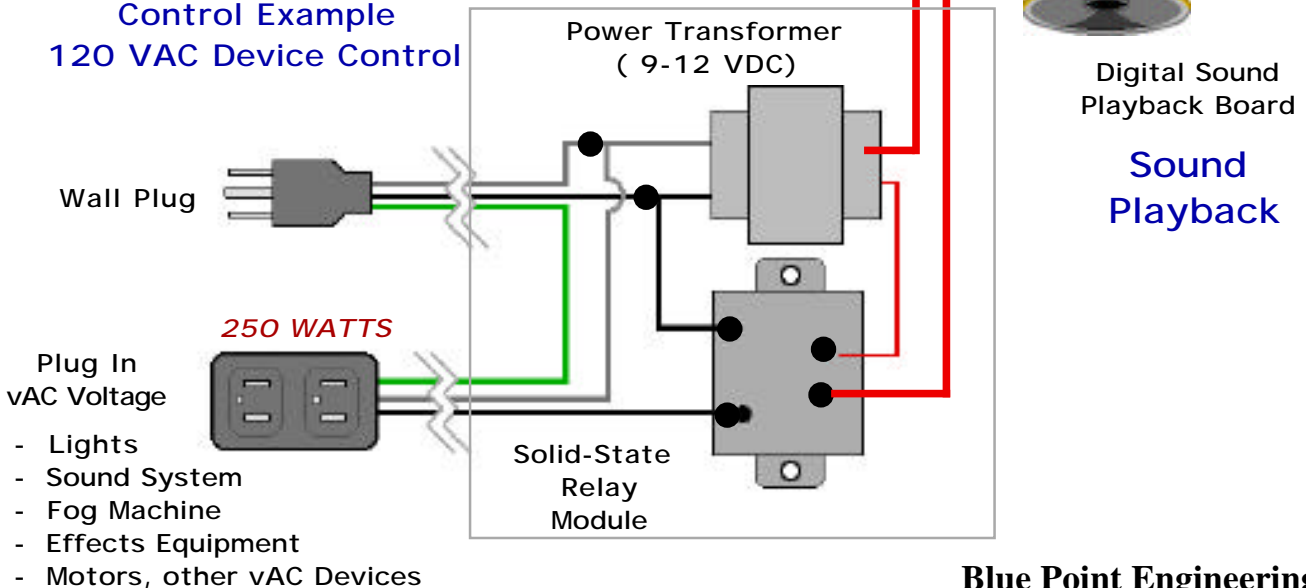 Control Example
120 VAC Device Control
Power Transformer
( 9-12 VDC)
Digital Sound
Playback Board
Sound
Playback
Wall Plug
250 WATTS
Plug In
vAC Voltage
- Lights
- Sound System
- Fog Machine
- Effects Equipment
- Motors, other vAC Devices
Solid-State
Relay
Module
Blue Point Engineering